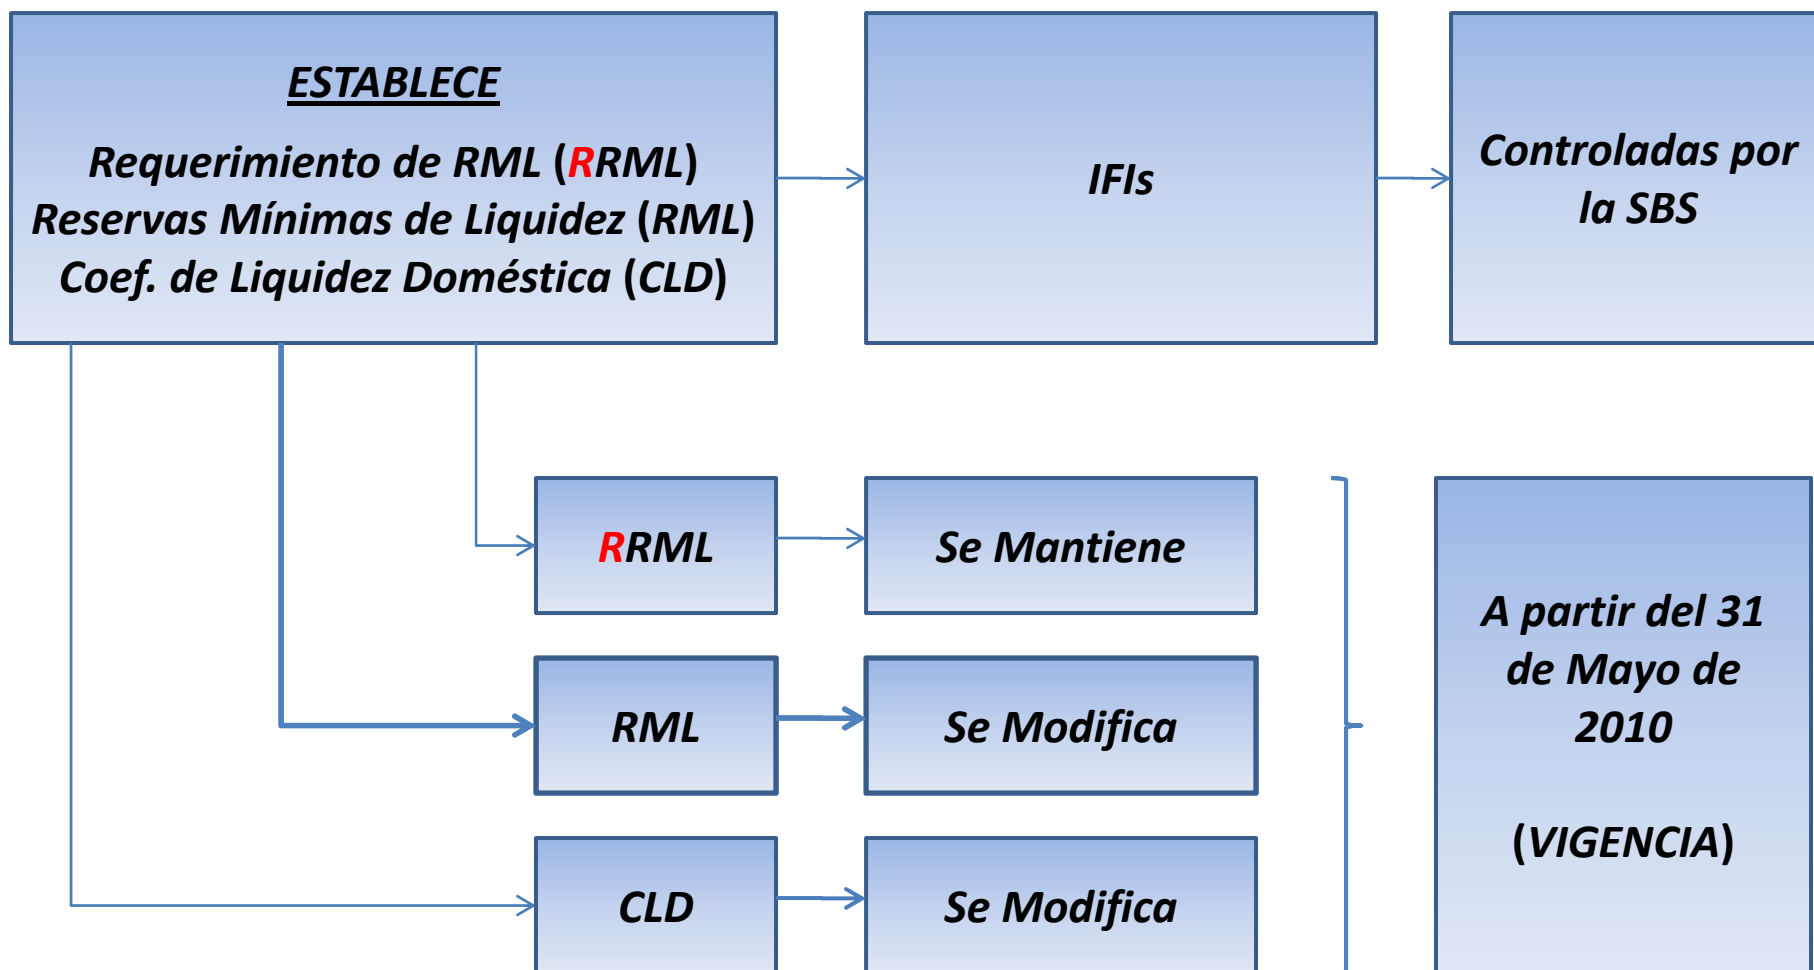 ESTABLECE
Requerimiento de RML (RRML)
Reservas Mínimas de Liquidez (RML)
Coef. de Liquidez Doméstica (CLD)
IFIs
Controladas por
la SBS
RRML
Se Mantiene
RML
Se Modifica
CLD
Se Modifica
A partir del 31
de Mayo de
2010
(VIGENCIA)